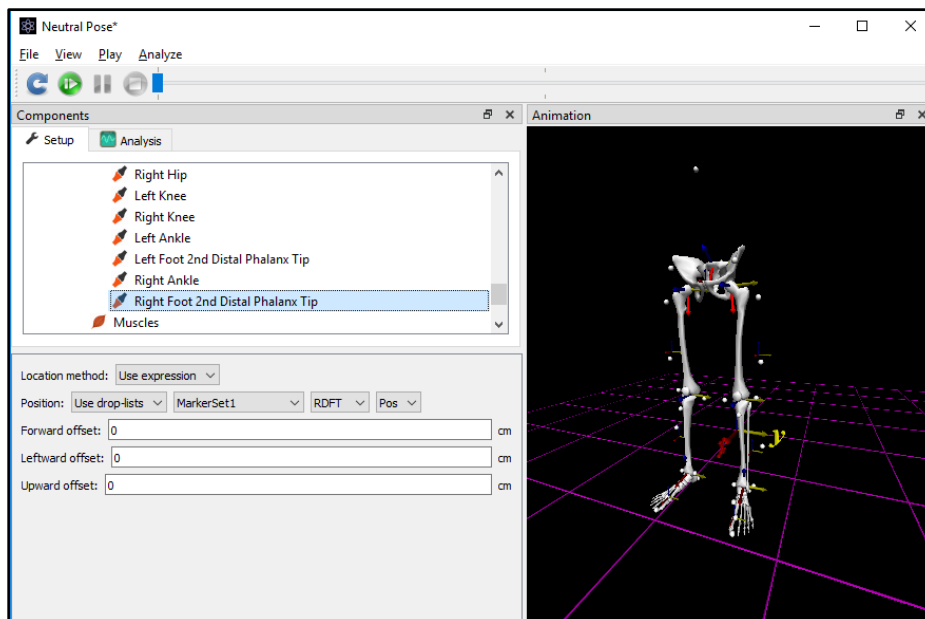 Neutral Pose*
File View Play Analyze
Components
Animation
Setup Analysis
Right Hip
Left Knee
Right Knee
Left Ankle
Left Foot 2nd Distal Phalanx Tip
Right Ankle
Right Foot 2nd Distal Phalanx Tip
Muscles
Location method: Use expression
Position: Use drop-lists MarkerSet1 RDFT Pos
Forward offset: 0 cm
Leftward offset: 0 cm
Upward offset: 0 cm
y